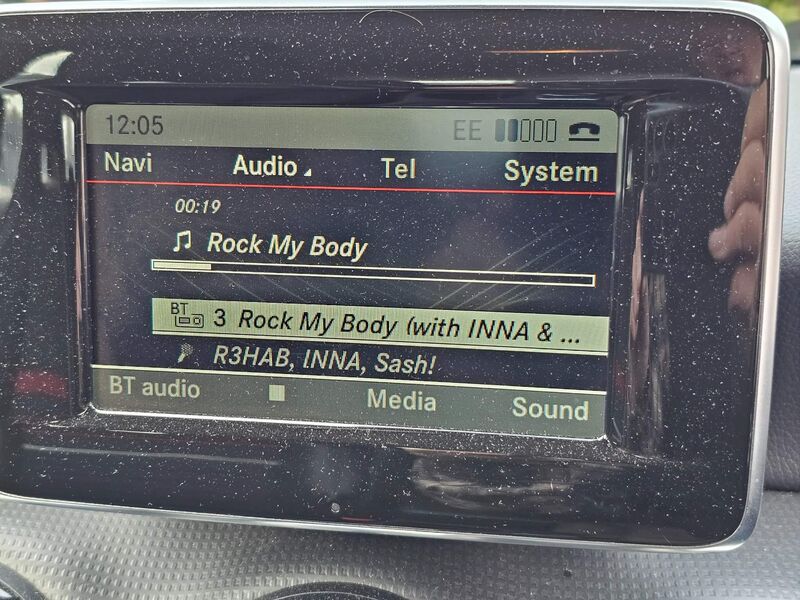 12:05 EE
Navi Audio Tel System
00:19
Rock My Body
BT 3 Rock My Body (with INNA & ...
R3HAB, INNA, Sash!
BT audio Media Sound